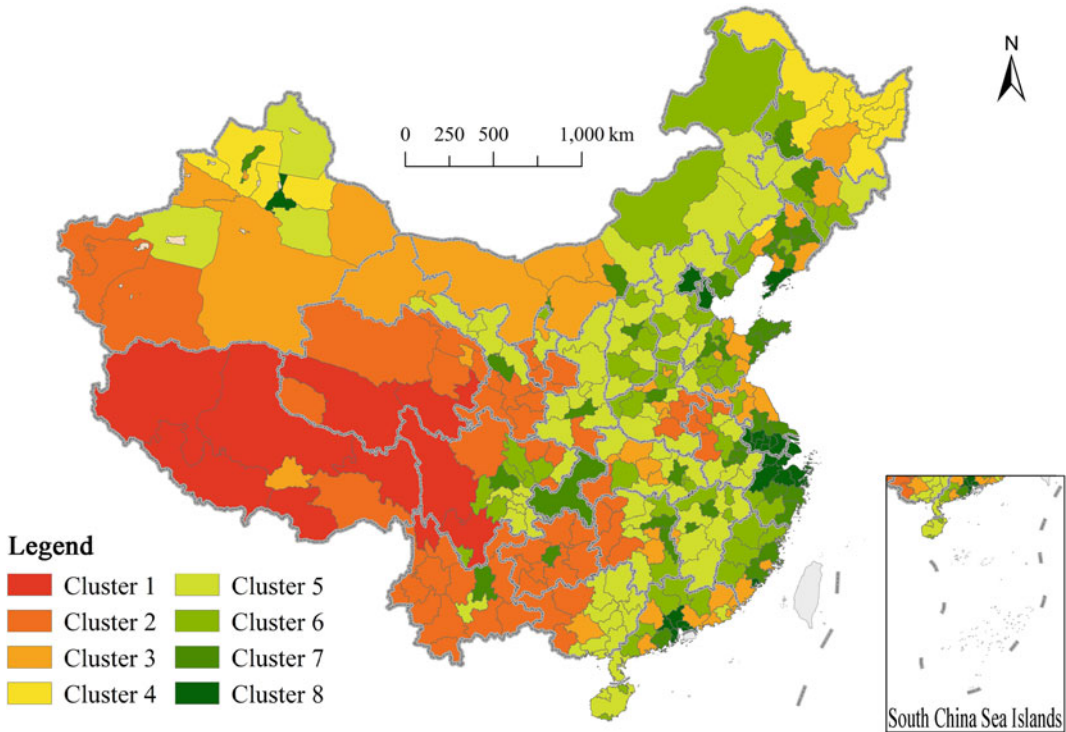 N
0 250 500 1,000 km
Legend
Cluster 1
Cluster 2
Cluster 3
Cluster 4
Cluster 5
Cluster 6
Cluster 7
Cluster 8
South China Sea Islands